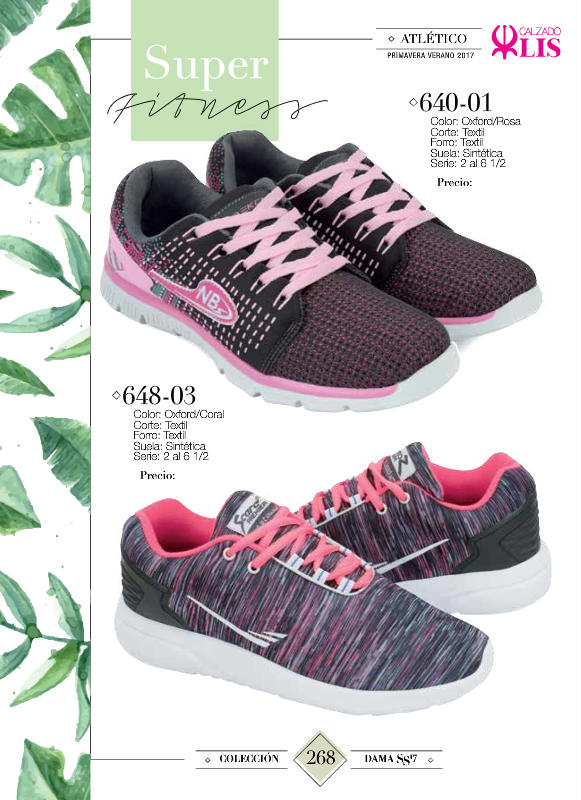 ATLÉTICO
PRIMAVERA VERANO 2017
CALZADO
LIS
Super
Fitness
640-01
Color: Oxford/Rosa
Corte: Textil
Forro: Textil
Suela: Sintética
Serie: 2 al 6 1/2
Precio:
NB
648-03
Color: Oxford/Coral
Corte: Textil
Forro: Textil
Suela: Sintética
Serie: 2 al 6 1/2
Precio:
COLECCIÓN
268
DAMA SS'7